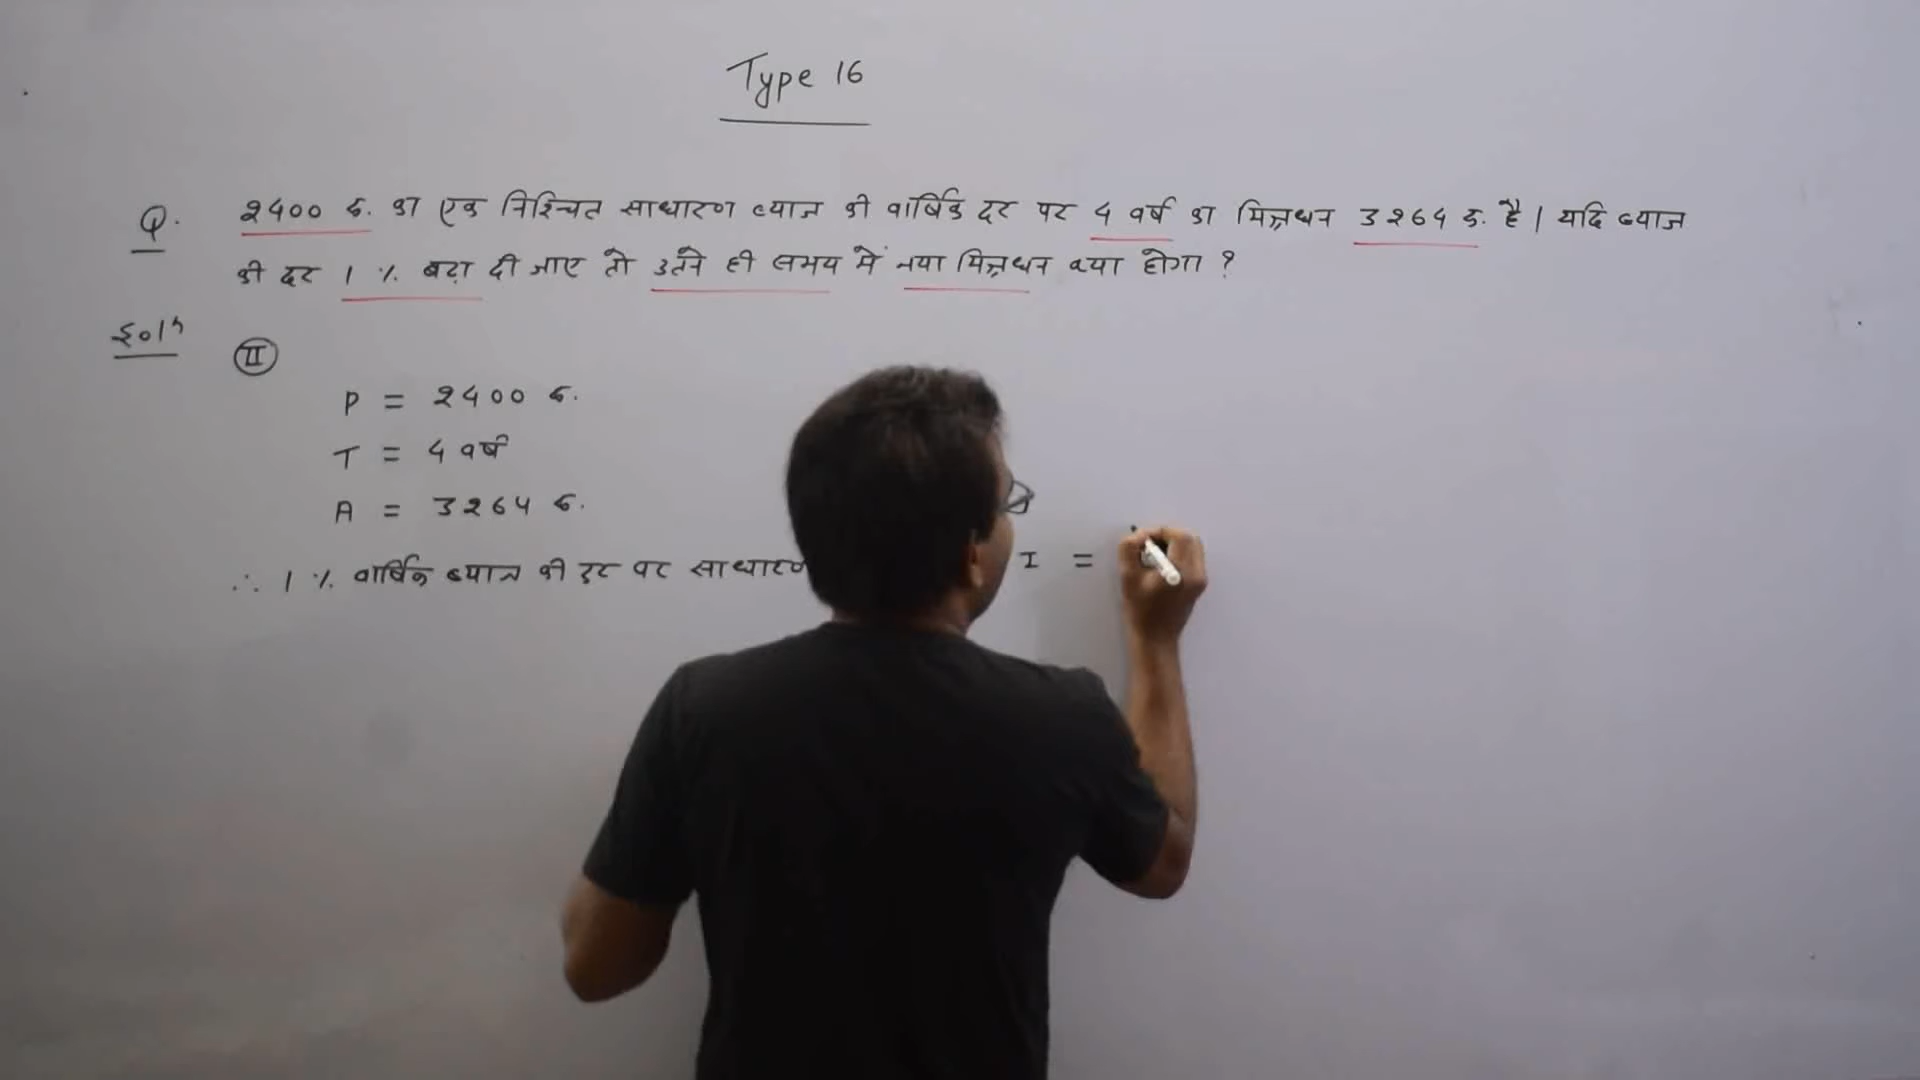 Type 16
Q. 2400 रु. का एक निश्चित साधारण ब्याज की वार्षिक दर पर 4 वर्ष का मिश्रधन 3264 रु. है। यदि ब्याज
की दर 1 % बढ़ा दी जाए तो उतने ही समय में नया मिश्रधन क्या होगा ?
Solⁿ
II
P = 2400 रु.
T = 4 वर्ष
A = 3264 रु.
∴ 1 % वार्षिक ब्याज की दर पर साधारण I =